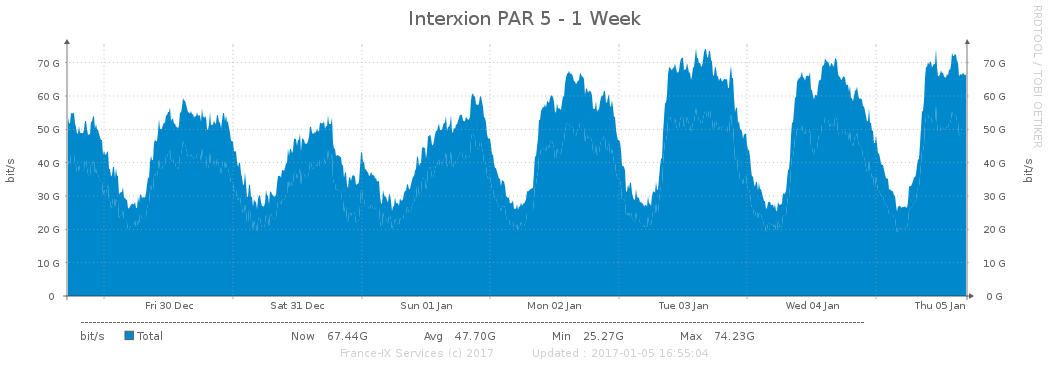 Interxion PAR 5 - 1 Week
RRDTOOL / TOBI OETIKER
bit/s
70 G
60 G
50 G
40 G
30 G
20 G
10 G
0
70 G
60 G
50 G
40 G
30 G
20 G
10 G
0 G
bit/s
Fri 30 Dec Sat 31 Dec Sun 01 Jan Mon 02 Jan Tue 03 Jan Wed 04 Jan Thu 05 Jan
bit/s Total Now 67.44G Avg 47.70G Min 25.27G Max 74.23G
France-IX Services (c) 2017 Updated : 2017-01-05 16:55:04